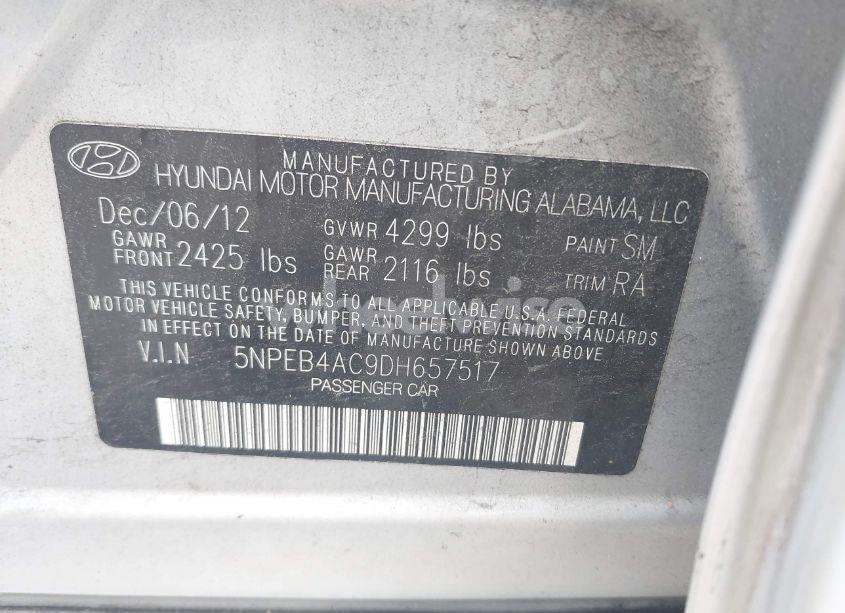 MANUFACTURED BY
HYUNDAI MOTOR MANUFACTURING ALABAMA, LLC
Dec/06/12 GVWR 4299 lbs PAINT SM
GAWR FRONT 2425 lbs GAWR REAR 2116 lbs TRIM RA
THIS VEHICLE CONFORMS TO ALL APPLICABLE U.S.A. FEDERAL
MOTOR VEHICLE SAFETY, BUMPER, AND THEFT PREVENTION STANDARDS
IN EFFECT ON THE DATE OF MANUFACTURE SHOWN ABOVE
V.I.N 5NPEB4AC9DH657517
PASSENGER CAR
wheelwise